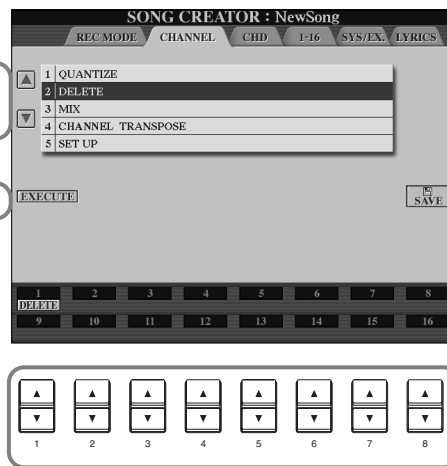 SONG CREATOR : NewSong
REC MODE CHANNEL CHD 1-16 SYS/EX. LYRICS
1 QUANTIZE
2 DELETE
3 MIX
4 CHANNEL TRANSPOSE
5 SET UP
EXECUTE
SAVE
1 2 3 4 5 6 7 8
DELETE
9 10 11 12 13 14 15 16
1 2 3 4 5 6 7 8